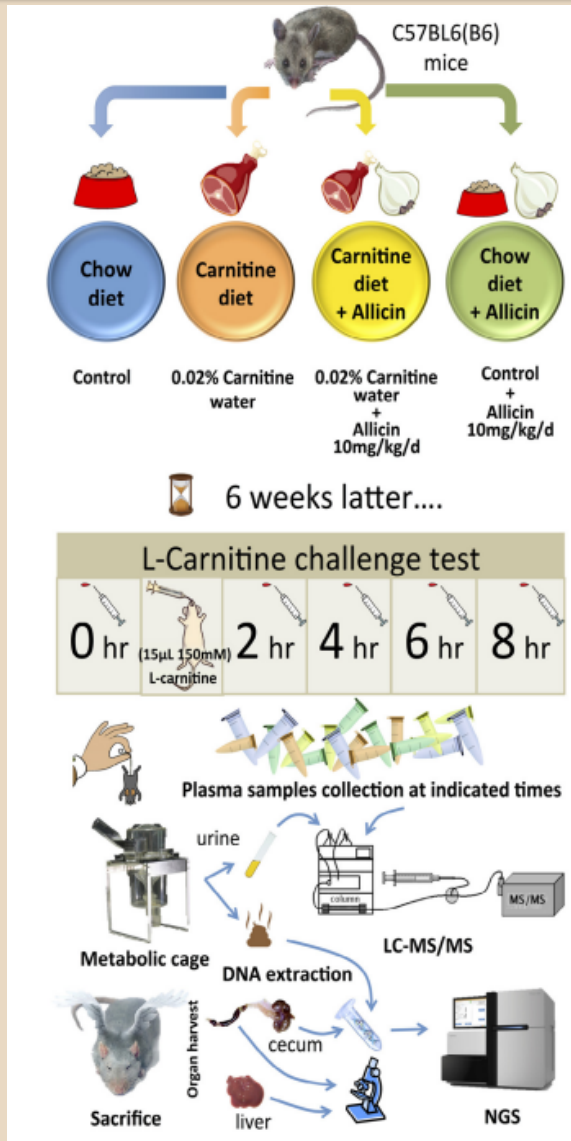 C57BL6(B6)
mice
Chow
diet
Carnitine
diet
Carnitine
diet
+ Allicin
Chow
diet
+ Allicin
Control
0.02% Carnitine
water
0.02% Carnitine
water
+
Allicin
10mg/kg/d
Control
+
Allicin
10mg/kg/d
6 weeks latter....
L-Carnitine challenge test
0 hr
(15µL 150mM)
L-carnitine
2 hr
4 hr
6 hr
8 hr
Plasma samples collection at indicated times
urine
column
MS/MS
Metabolic cage
LC-MS/MS
DNA extraction
Organ harvest
cecum
liver
Sacrifice
NGS